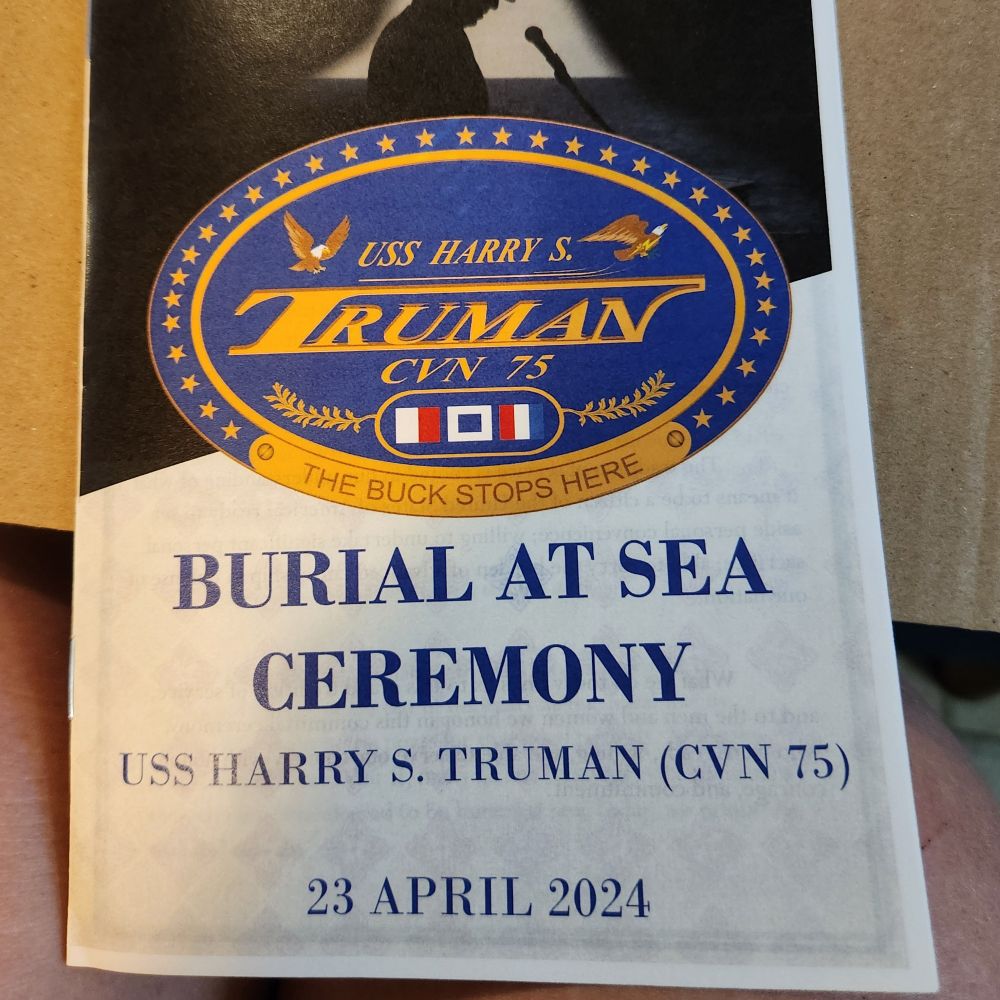 USS HARRY S.
TRUMAN
CVN 75
THE BUCK STOPS HERE
BURIAL AT SEA
CEREMONY
USS HARRY S. TRUMAN (CVN 75)
23 APRIL 2024